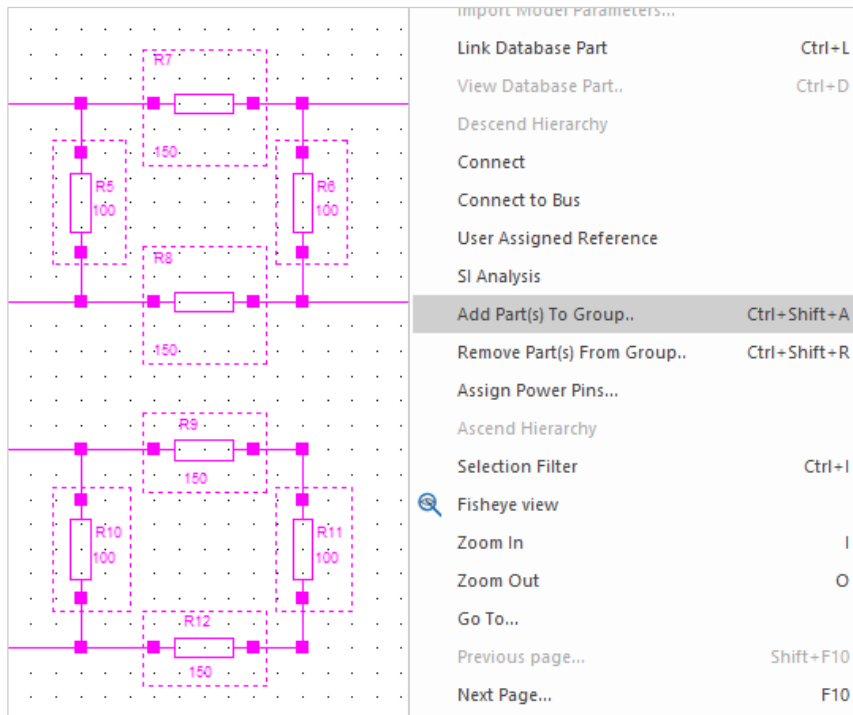 R7
150
R5
100
R6
100
R8
150
R9
150
R10
100
R11
100
R12
150
Import Model Parameters...
Link Database Part Ctrl+L
View Database Part.. Ctrl+D
Descend Hierarchy
Connect
Connect to Bus
User Assigned Reference
SI Analysis
Add Part(s) To Group.. Ctrl+Shift+A
Remove Part(s) From Group.. Ctrl+Shift+R
Assign Power Pins...
Ascend Hierarchy
Selection Filter Ctrl+I
Fisheye view
Zoom In I
Zoom Out O
Go To...
Previous page... Shift+F10
Next Page... F10